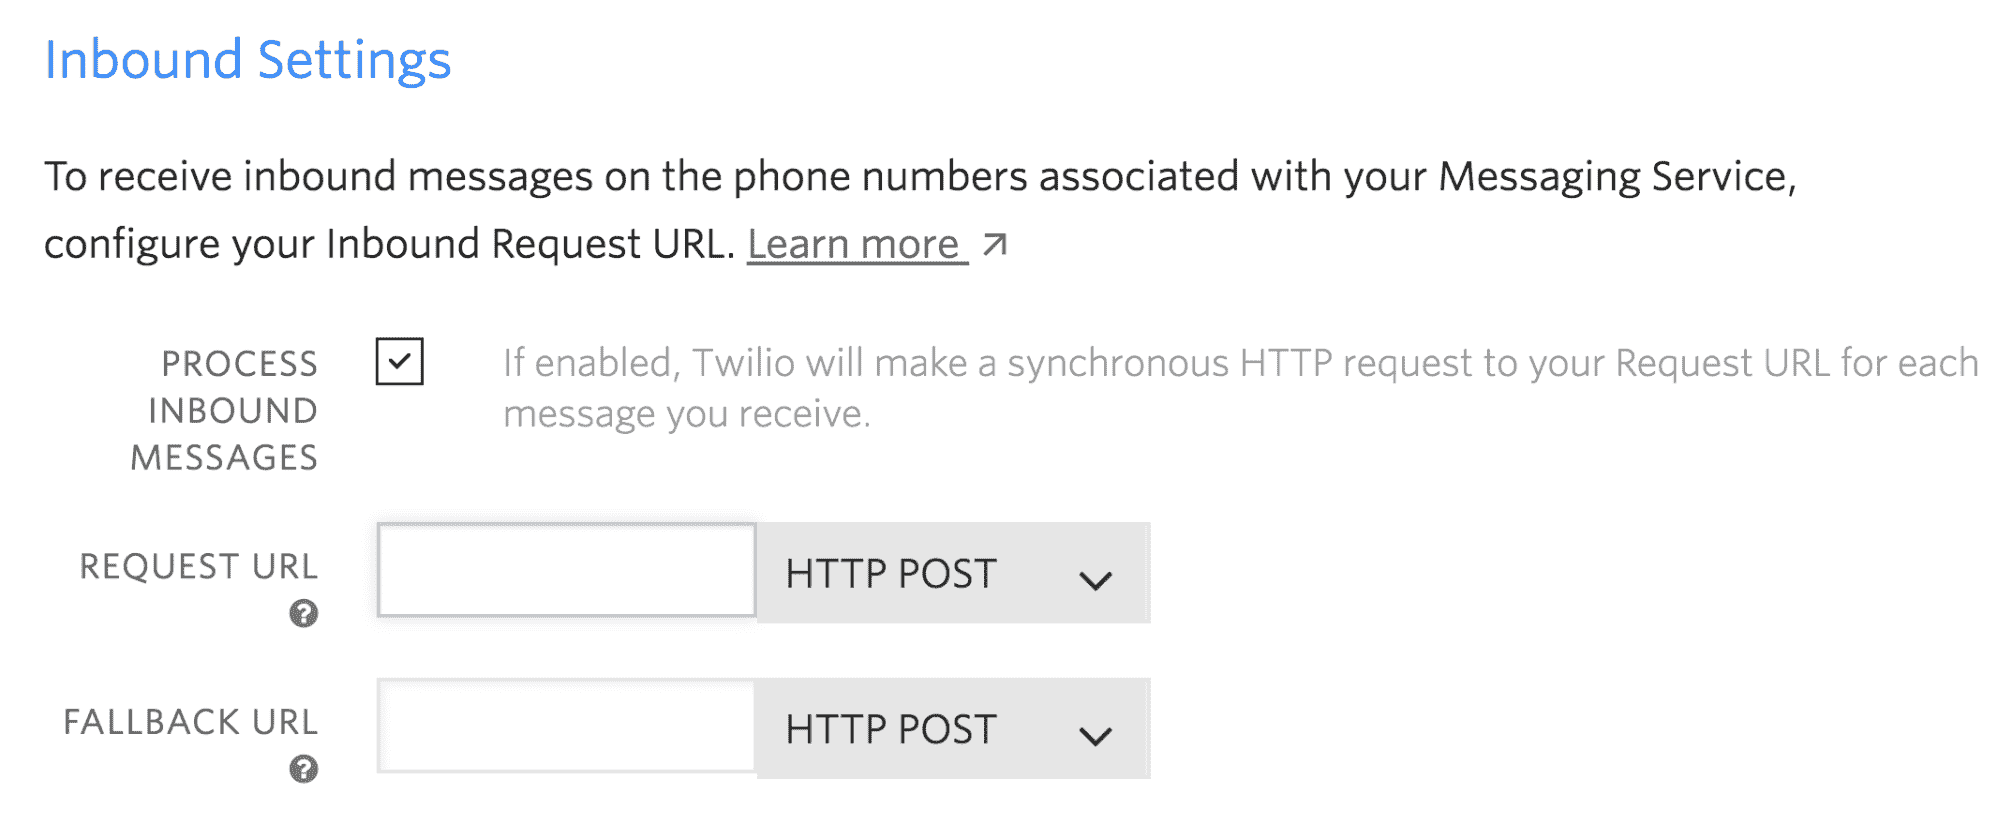 Inbound Settings
To receive inbound messages on the phone numbers associated with your Messaging Service,
configure your Inbound Request URL. Learn more
PROCESS
INBOUND
MESSAGES
If enabled, Twilio will make a synchronous HTTP request to your Request URL for each
message you receive.
REQUEST URL
?
HTTP POST
FALLBACK URL
?
HTTP POST